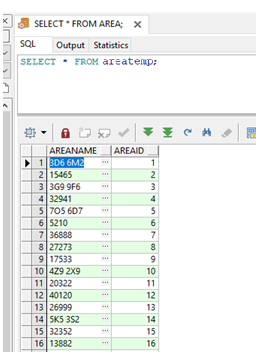 SELECT * FROM AREA;
SQL Output Statistics
SELECT * FROM areatemp;
AREANAME AREAID
1 3D6 6M2 1
2 15465 2
3 3G9 9F6 3
4 32941 4
5 7O5 6D7 5
6 5210 6
7 36888 7
8 27273 8
9 17533 9
10 4Z9 2X9 10
11 20322 11
12 40120 12
13 26999 13
14 5K5 3S2 14
15 32352 15
16 13882 16